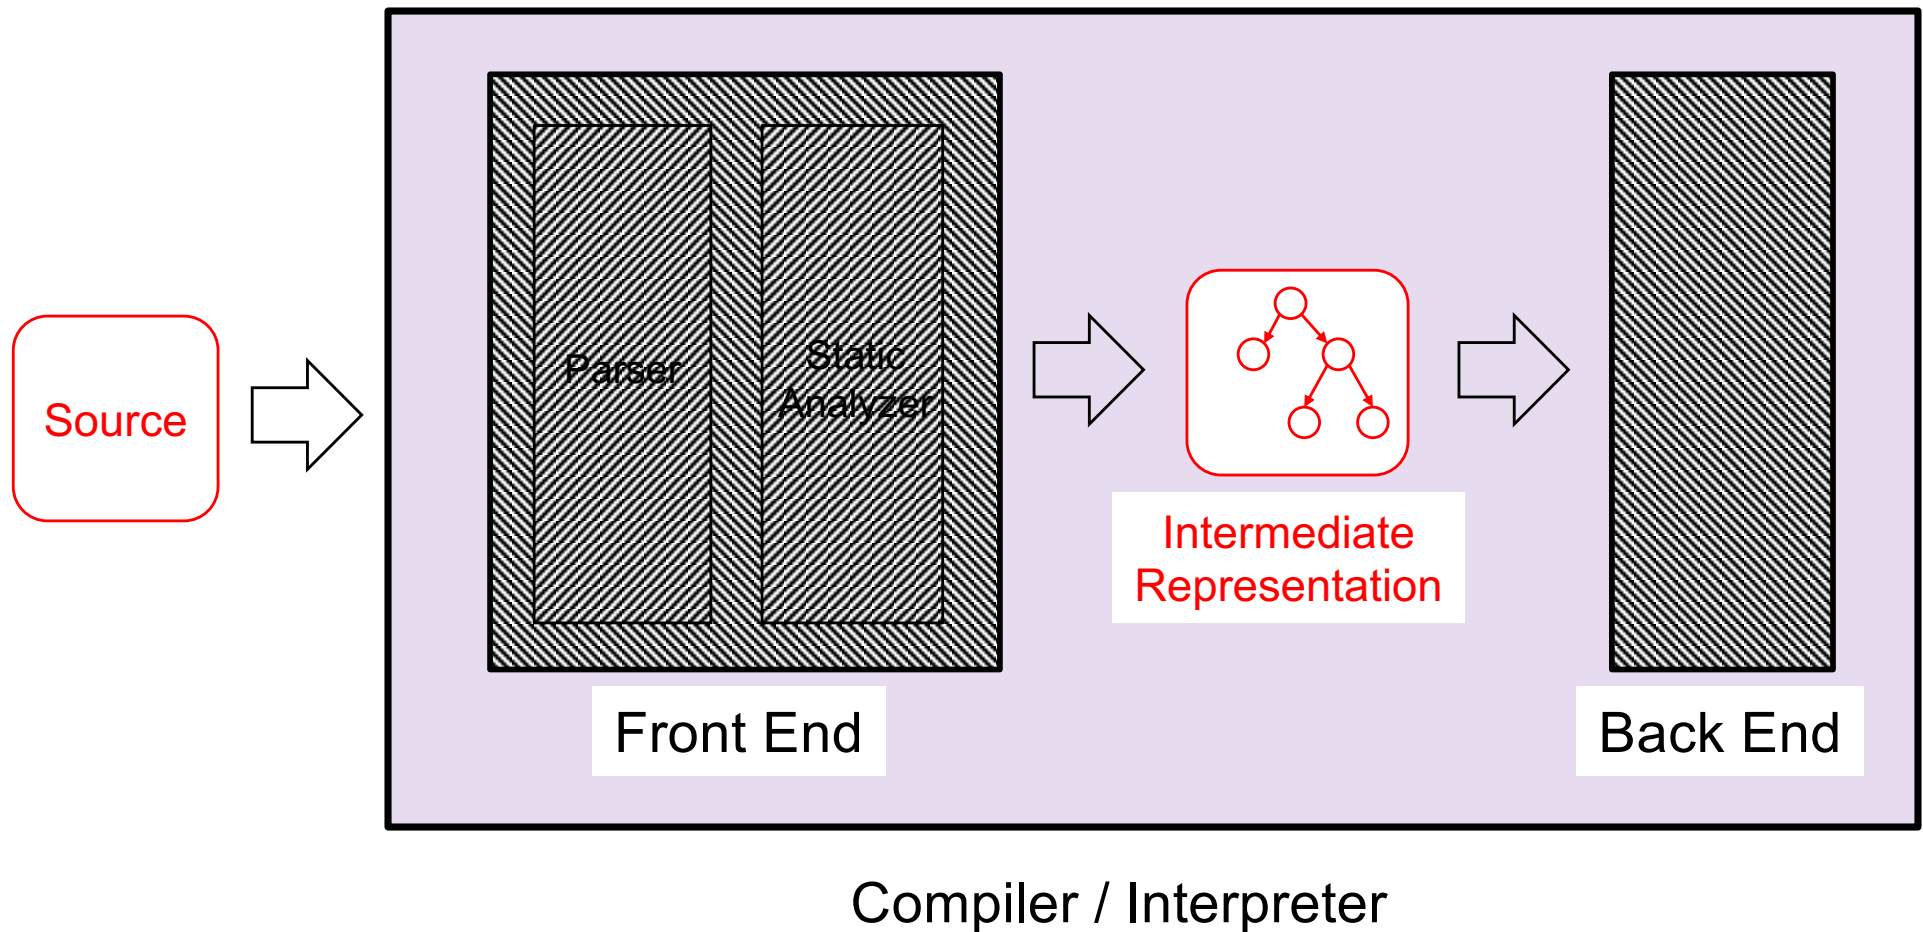 Source
Parser
Static
Analyzer
Intermediate
Representation
Front End
Back End
Compiler / Interpreter